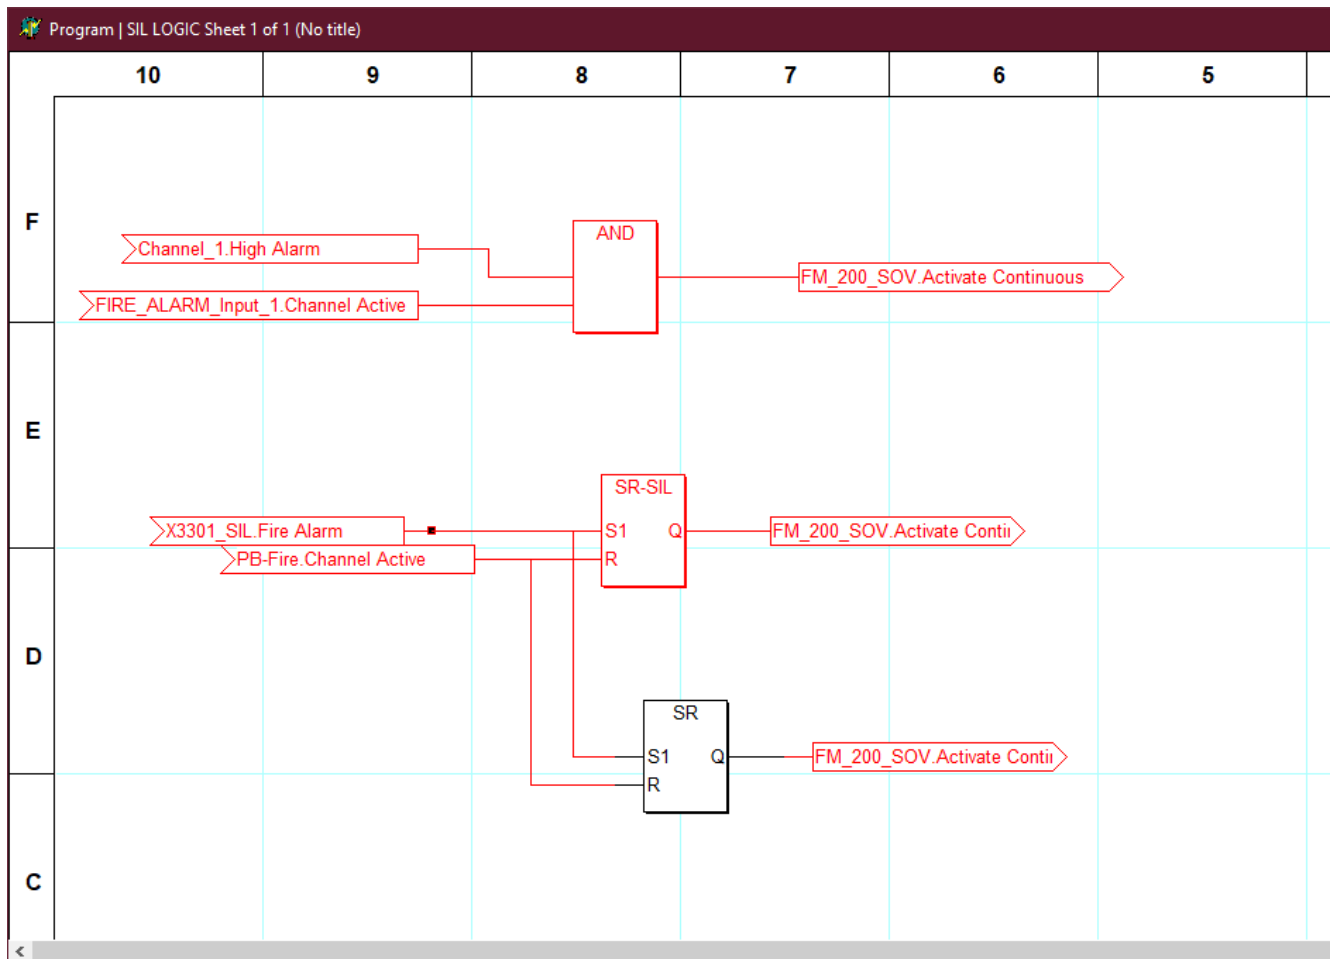 Program | SIL LOGIC Sheet 1 of 1 (No title)
10 9 8 7 6 5
F
AND
Channel_1.High Alarm
FM_200_SOV.Activate Continuous
FIRE_ALARM_Input_1.Channel Active
E
SR-SIL
X3301_SIL.Fire Alarm
S1 Q
FM_200_SOV.Activate Contin
PB-Fire.Channel Active
R
D
SR
S1 Q
FM_200_SOV.Activate Contin
R
C